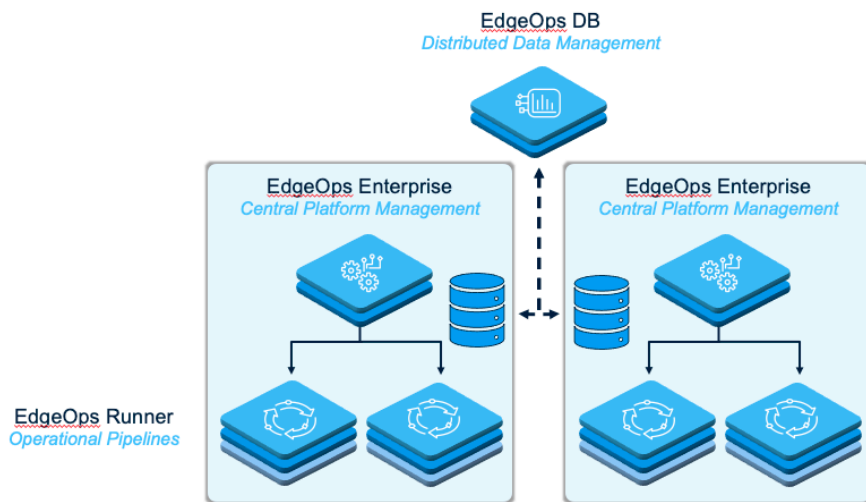 EdgeOps DB
Distributed Data Management
EdgeOps Enterprise
Central Platform Management
EdgeOps Enterprise
Central Platform Management
EdgeOps Runner
Operational Pipelines